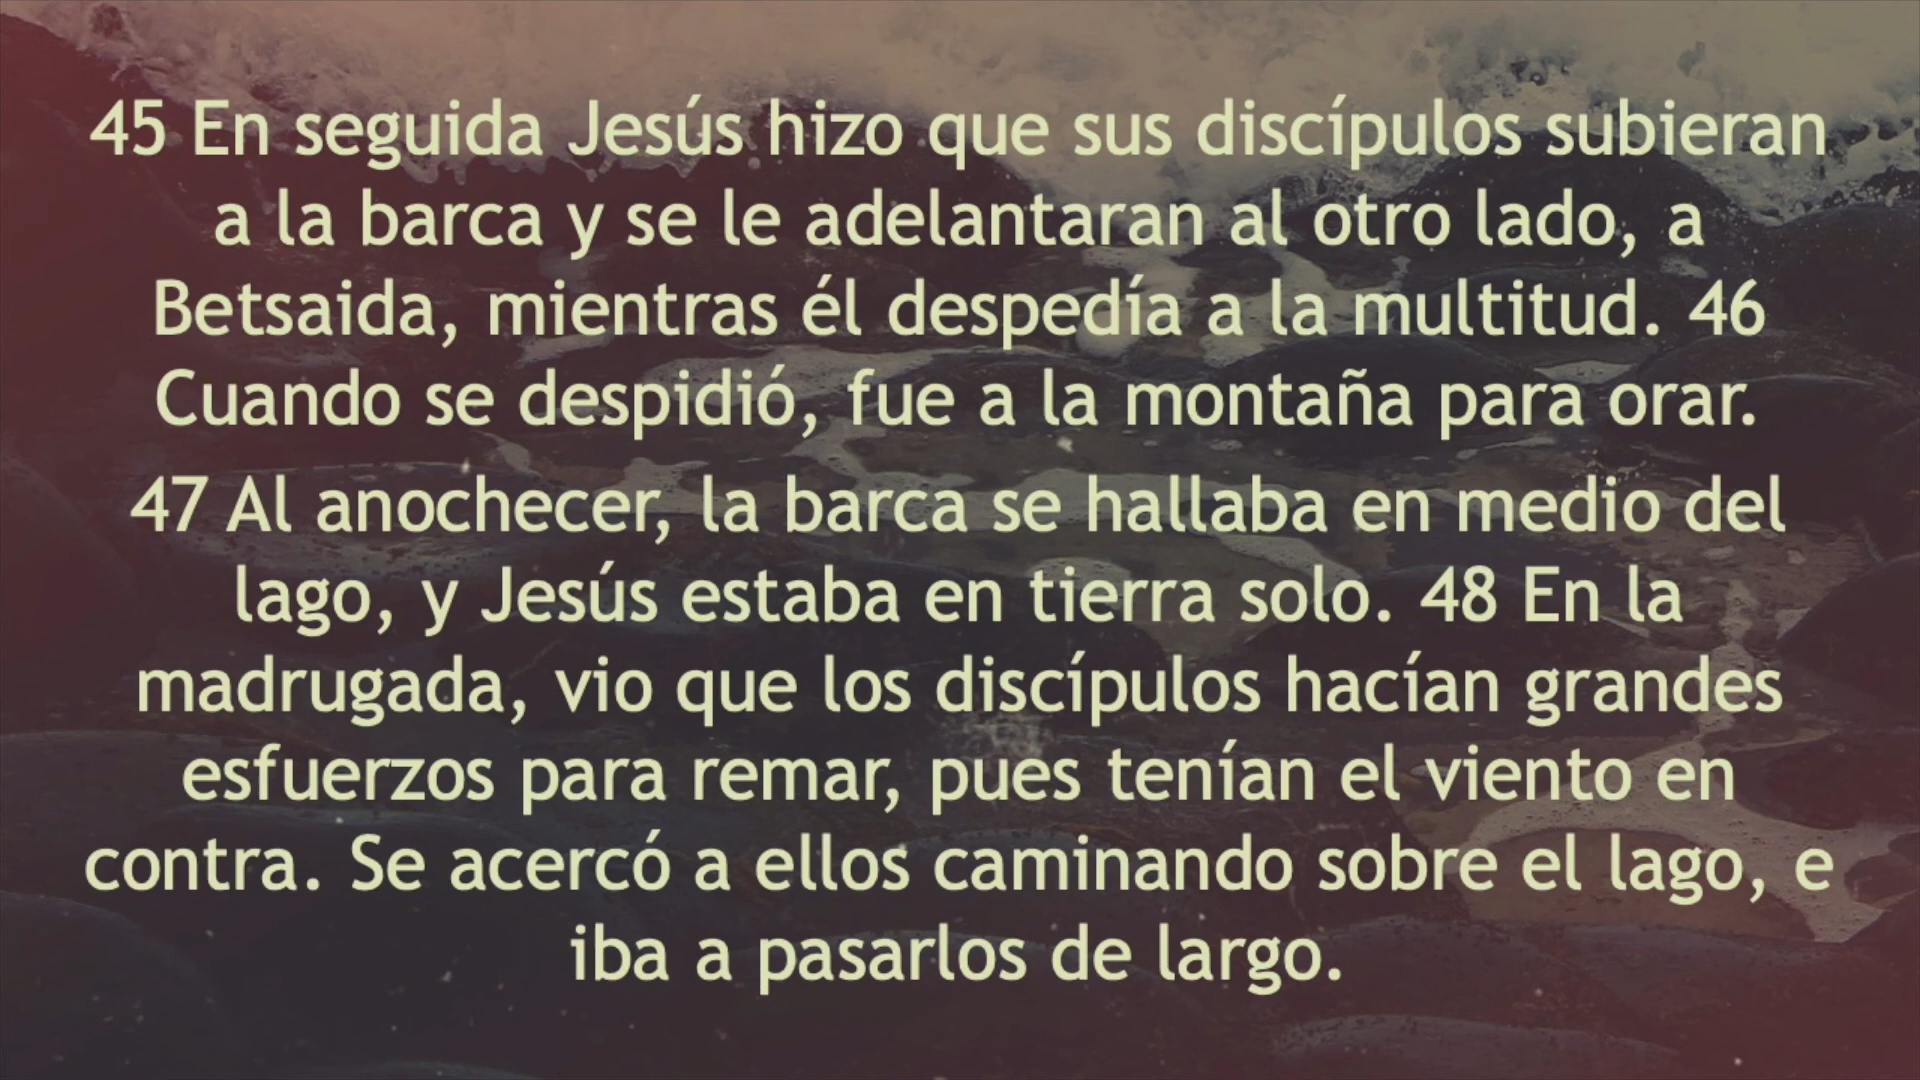 45 En seguida Jesús hizo que sus discípulos subieran
a la barca y se le adelantaran al otro lado, a
Betsaida, mientras él despedía a la multitud. 46
Cuando se despidió, fue a la montaña para orar.
47 Al anochecer, la barca se hallaba en medio del
lago, y Jesús estaba en tierra solo. 48 En la
madrugada, vio que los discípulos hacían grandes
esfuerzos para remar, pues tenían el viento en
contra. Se acercó a ellos caminando sobre el lago, e
iba a pasarlos de largo.